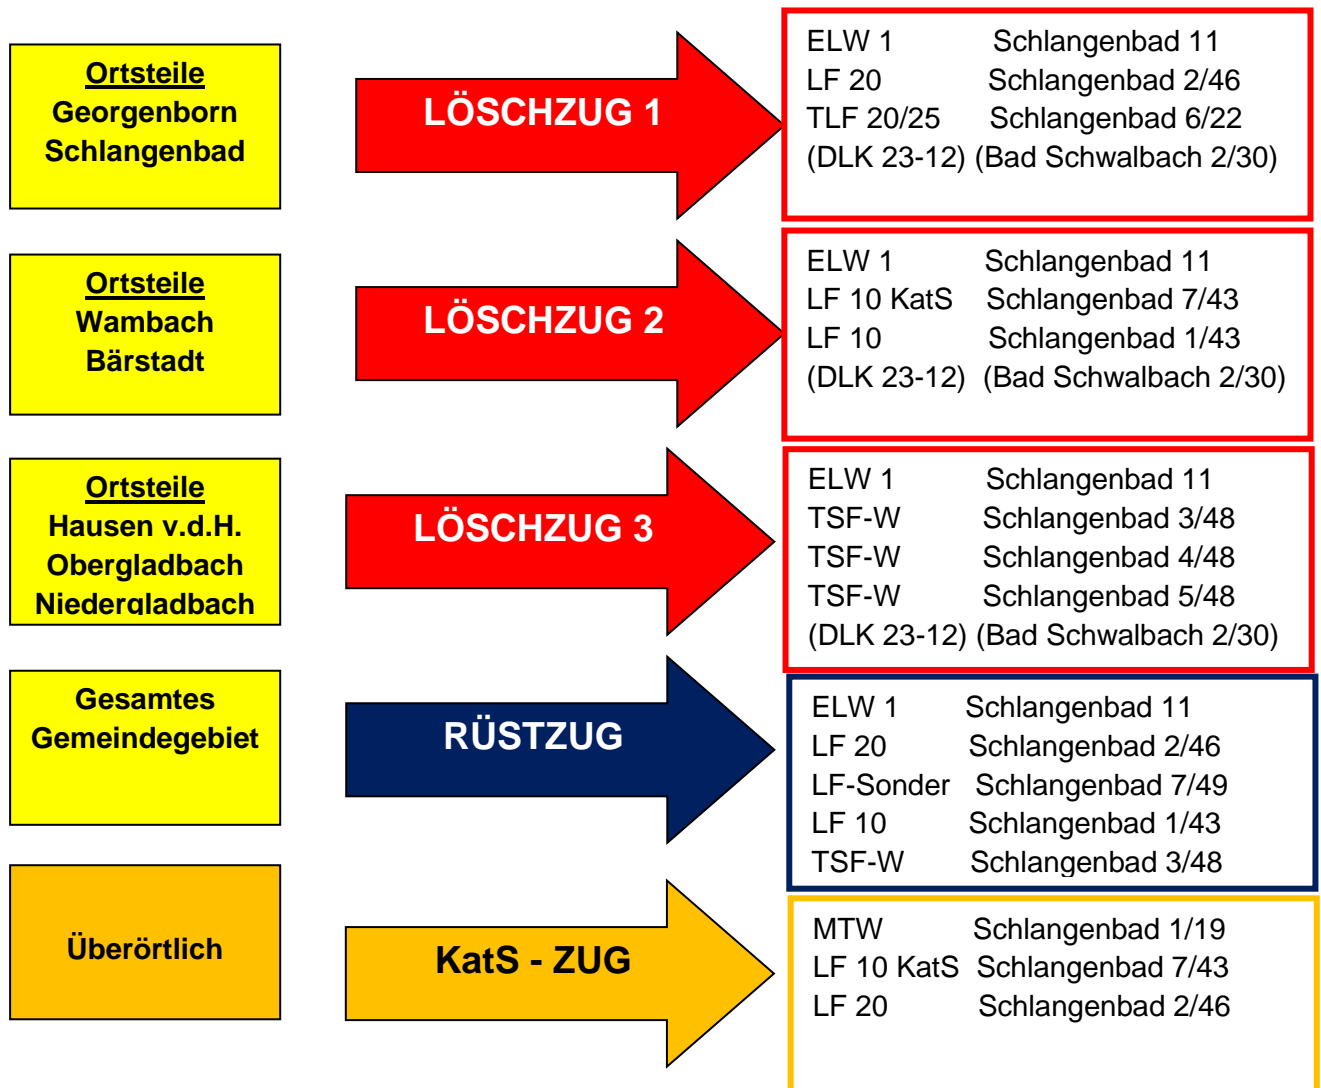 Ortsteile
Georgenborn
Schlangenbad
LÖSCHZUG 1
ELW 1 Schlangenbad 11
LF 20 Schlangenbad 2/46
TLF 20/25 Schlangenbad 6/22
(DLK 23-12) (Bad Schwalbach 2/30)
Ortsteile
Wambach
Bärstadt
LÖSCHZUG 2
ELW 1 Schlangenbad 11
LF 10 KatS Schlangenbad 7/43
LF 10 Schlangenbad 1/43
(DLK 23-12) (Bad Schwalbach 2/30)
Ortsteile
Hausen v.d.H.
Obergladbach
Niedergladbach
LÖSCHZUG 3
ELW 1 Schlangenbad 11
TSF-W Schlangenbad 3/48
TSF-W Schlangenbad 4/48
TSF-W Schlangenbad 5/48
(DLK 23-12) (Bad Schwalbach 2/30)
Gesamtes
Gemeindegebiet
RÜSTZUG
ELW 1 Schlangenbad 11
LF 20 Schlangenbad 2/46
LF-Sonder Schlangenbad 7/49
LF 10 Schlangenbad 1/43
TSF-W Schlangenbad 3/48
Überörtlich
KatS - ZUG
MTW Schlangenbad 1/19
LF 10 KatS Schlangenbad 7/43
LF 20 Schlangenbad 2/46